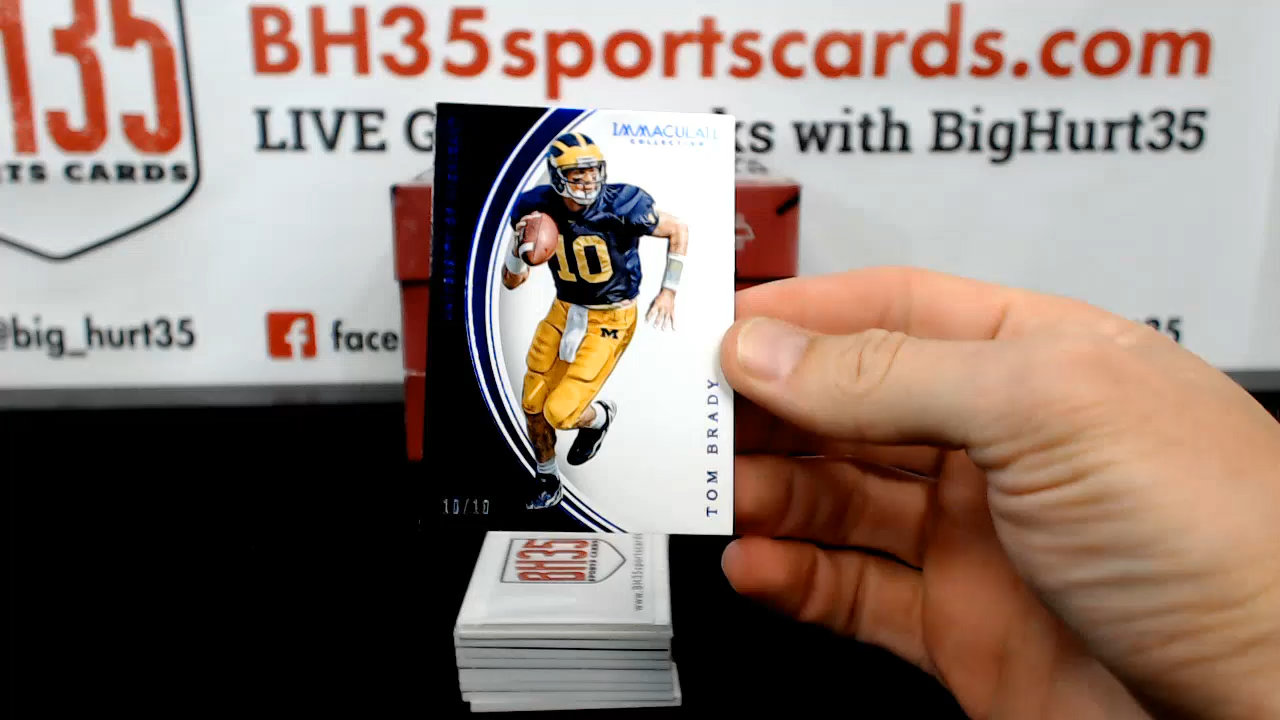 135
TS CARDS
BH35sportscards.com
LIVE G
ks with BigHurt35
@big_hurt35
face
35
IMMACULATE
COLLECTION
10
M
TOM BRADY
10/10
BH35
SPORTS CARDS
www.BH35sportscards